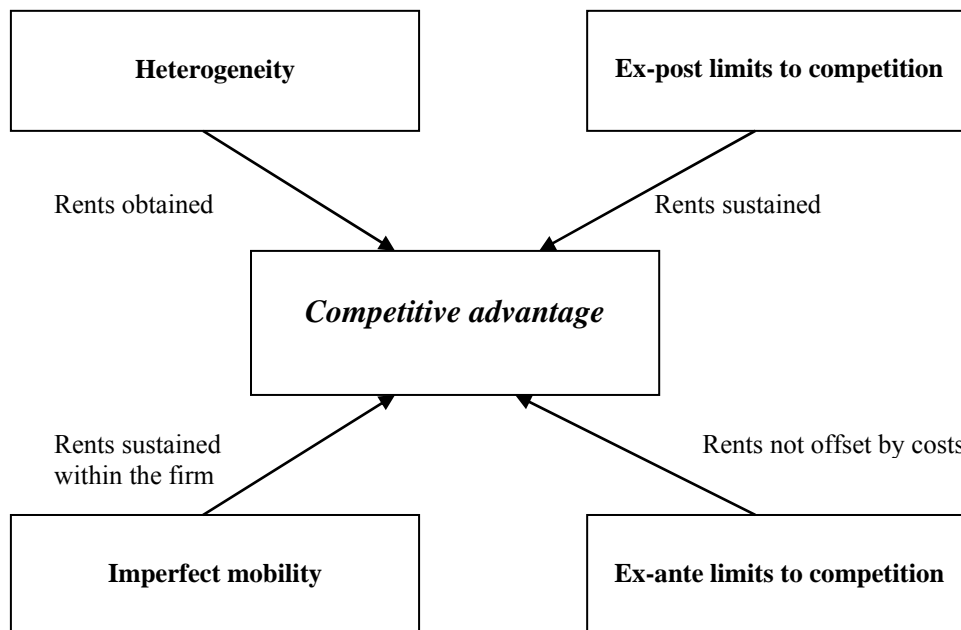 Heterogeneity
Ex-post limits to competition
Rents obtained
Rents sustained
Competitive advantage
Rents sustained
within the firm
Rents not offset by costs
Imperfect mobility
Ex-ante limits to competition